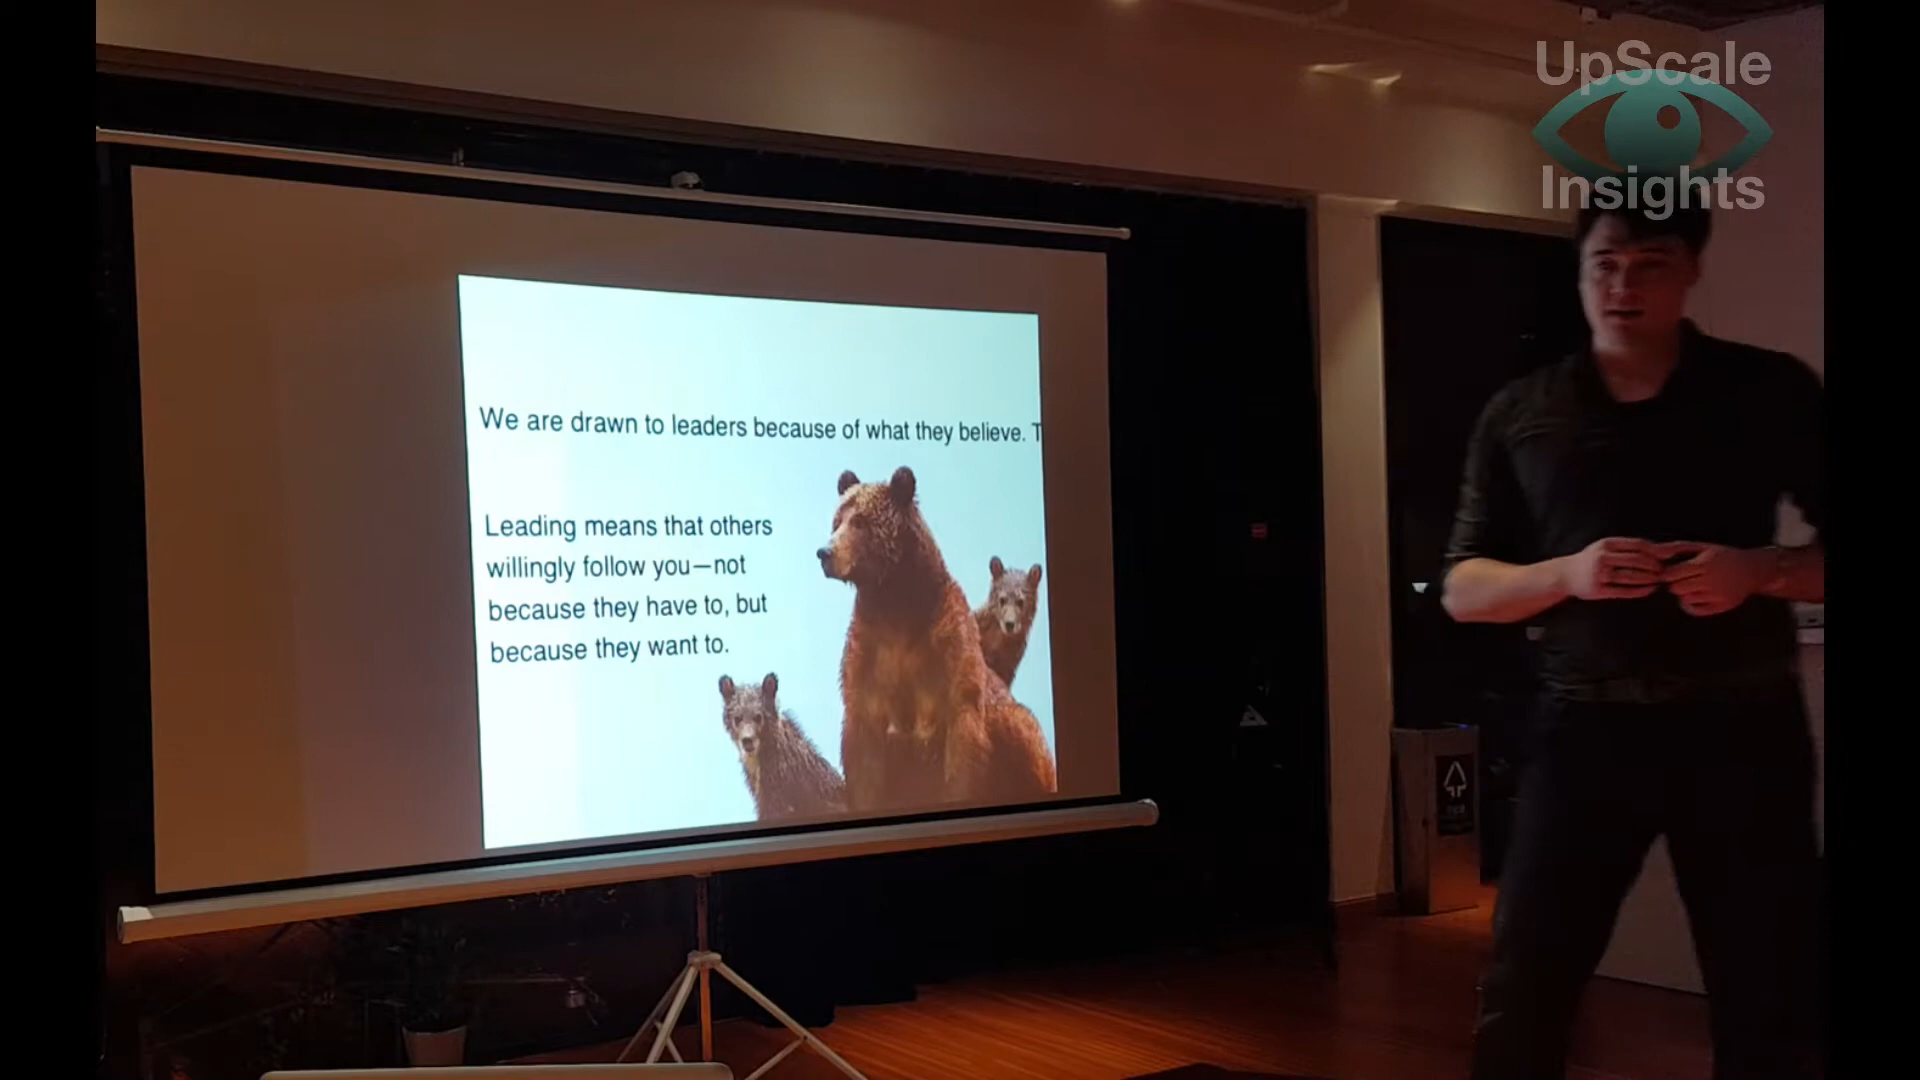 UpScale
Insights
We are drawn to leaders because of what they believe. T
Leading means that others
willingly follow you—not
because they have to, but
because they want to.